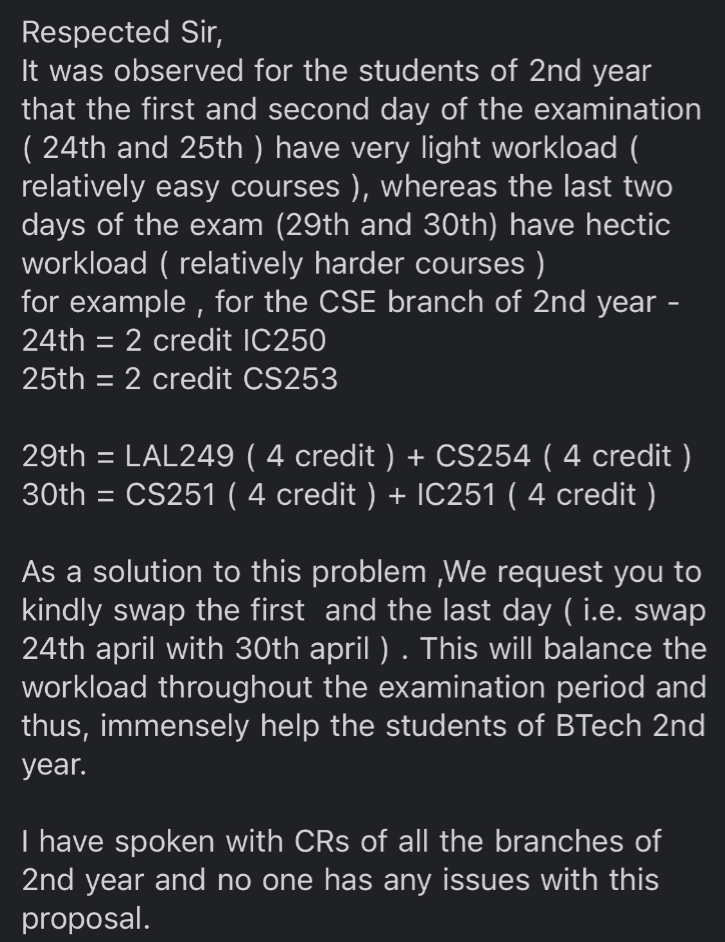 Respected Sir,
It was observed for the students of 2nd year
that the first and second day of the examination
( 24th and 25th ) have very light workload (
relatively easy courses ), whereas the last two
days of the exam (29th and 30th) have hectic
workload ( relatively harder courses )
for example , for the CSE branch of 2nd year -
24th = 2 credit IC250
25th = 2 credit CS253
29th = LAL249 ( 4 credit ) + CS254 ( 4 credit )
30th = CS251 ( 4 credit ) + IC251 ( 4 credit )
As a solution to this problem ,We request you to
kindly swap the first  and the last day ( i.e. swap
24th april with 30th april ) . This will balance the
workload throughout the examination period and
thus, immensely help the students of BTech 2nd
year.
I have spoken with CRs of all the branches of
2nd year and no one has any issues with this
proposal.